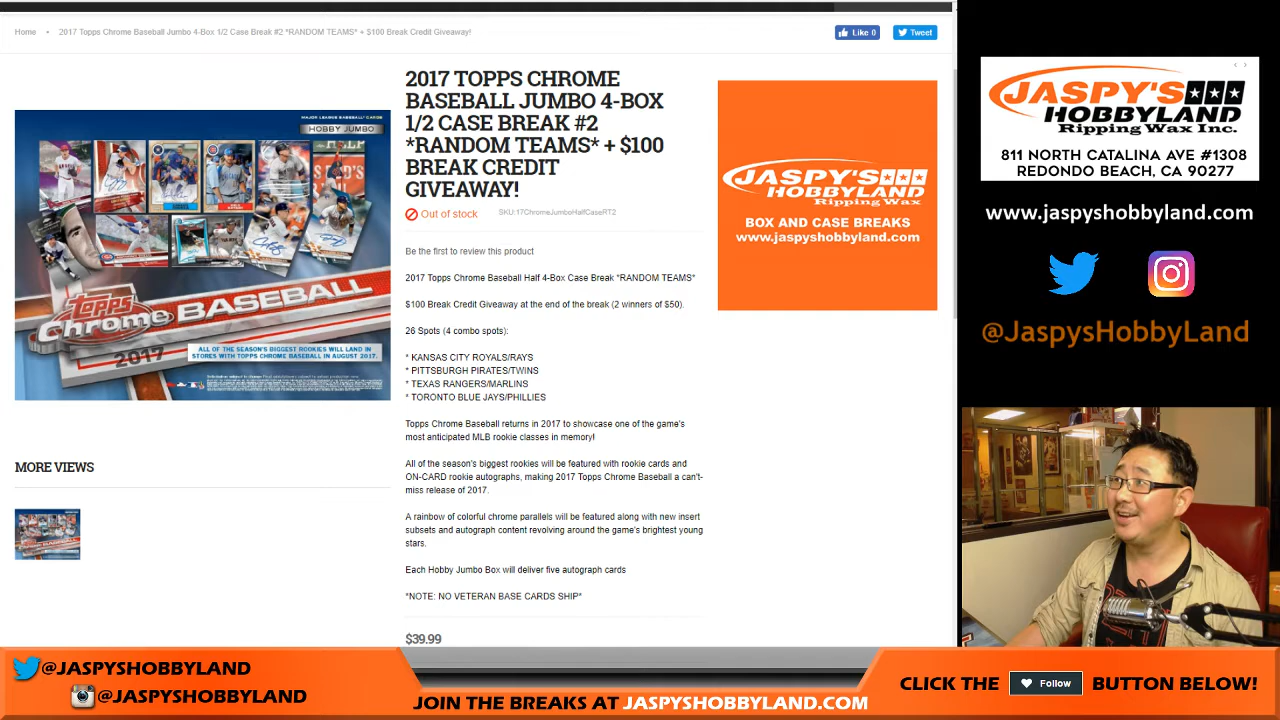 Home • 2017 Topps Chrome Baseball Jumbo 4-Box 1/2 Case Break #2 *RANDOM TEAMS* + $100 Break Credit Giveaway!
Like 0
Tweet
2017 TOPPS CHROME
BASEBALL JUMBO 4-BOX
1/2 CASE BREAK #2
*RANDOM TEAMS* + $100
BREAK CREDIT
GIVEAWAY!
Out of stock
SKU:17ChromeJumboHalfCaseRT2
Be the first to review this product
2017 Topps Chrome Baseball Half 4-Box Case Break *RANDOM TEAMS*
$100 Break Credit Giveaway at the end of the break (2 winners of $50).
26 Spots (4 combo spots):
* KANSAS CITY ROYALS/RAYS
* PITTSBURGH PIRATES/TWINS
* TEXAS RANGERS/MARLINS
* TORONTO BLUE JAYS/PHILLIES
Topps Chrome Baseball returns in 2017 to showcase one of the game's
most anticipated MLB rookie classes in memory!
All of the season's biggest rookies will be featured with rookie cards and
ON-CARD rookie autographs, making 2017 Topps Chrome Baseball a can't-
miss release of 2017.
A rainbow of colorful chrome parallels will be featured along with new insert
subsets and autograph content revolving around the game's brightest young
stars.
Each Hobby Jumbo Box will deliver five autograph cards
*NOTE: NO VETERAN BASE CARDS SHIP*
$39.99
MAJOR LEAGUE BASEBALL CARDS
HOBBY JUMBO
Topps
Chrome BASEBALL
2017
ALL OF THE SEASON'S BIGGEST ROOKIES WILL LAND IN
STORES WITH TOPPS CHROME BASEBALL IN AUGUST 2017.
MORE VIEWS
JASPY'S
HOBBYLAND
Ripping Wax
BOX AND CASE BREAKS
www.jaspyshobbyland.com
JASPY'S
HOBBYLAND
Ripping Wax Inc.
811 NORTH CATALINA AVE #1308
REDONDO BEACH, CA 90277
www.jaspyshobbyland.com
@JaspysHobbyLand
@JASPYSHOBBYLAND
@JASPYSHOBBYLAND
JOIN THE BREAKS AT JASPYSHOBBYLAND.COM
CLICK THE Follow BUTTON BELOW!